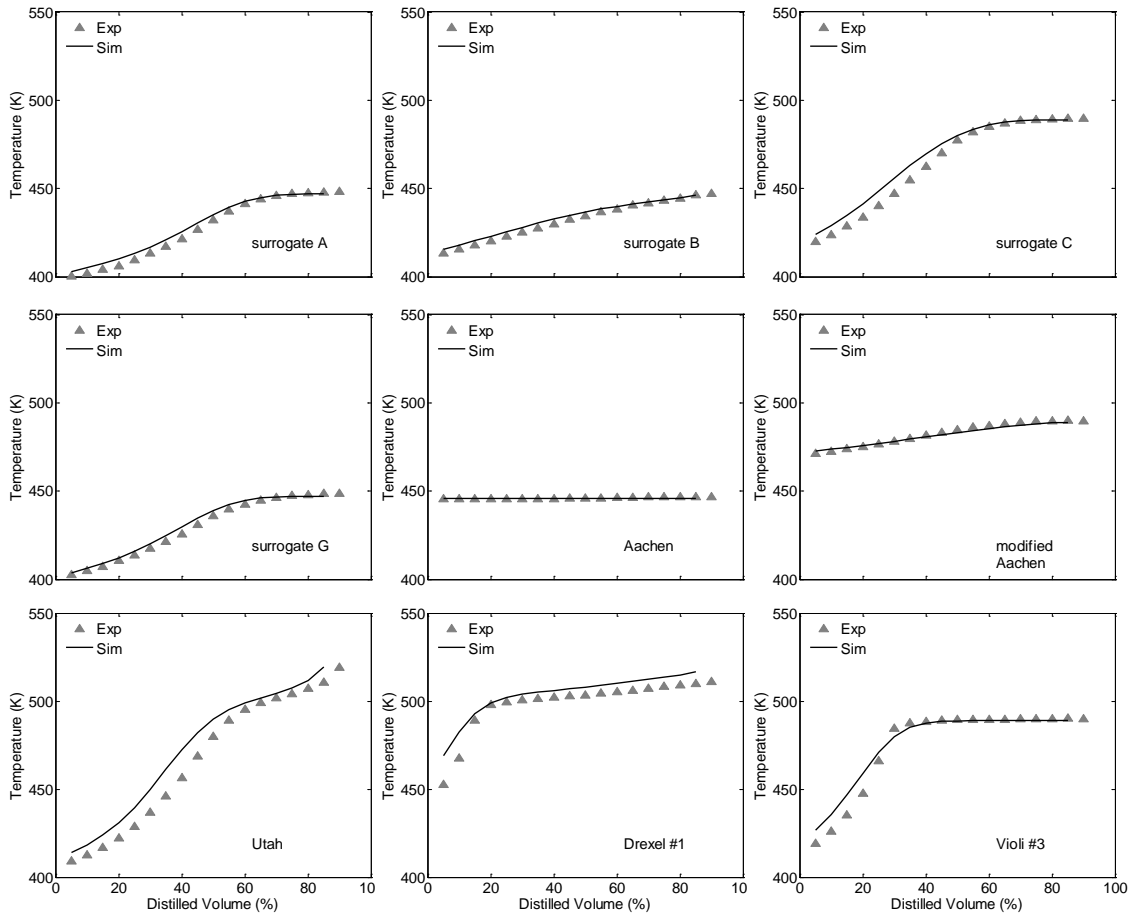 550
500
450
400
Temperature (K)
Exp
Sim
surrogate A
550
500
450
400
Temperature (K)
Exp
Sim
surrogate B
550
500
450
400
Temperature (K)
Exp
Sim
surrogate C
550
500
450
400
Temperature (K)
Exp
Sim
surrogate G
550
500
450
400
Temperature (K)
Exp
Sim
Aachen
550
500
450
400
Temperature (K)
Exp
Sim
modified
Aachen
550
500
450
400
Temperature (K)
Exp
Sim
Utah
0 20 40 60 80 10
Distilled Volume (%)
550
500
450
400
Temperature (K)
Exp
Sim
Drexel #1
0 20 40 60 80 10
Distilled Volume (%)
550
500
450
400
Temperature (K)
Exp
Sim
Violi #3
0 20 40 60 80 100
Distilled Volume (%)